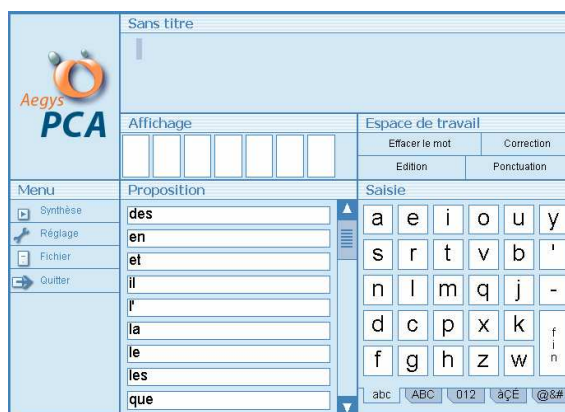 Sans titre
Aegys
PCA
Affichage
Espace de travail
Effacer le mot
Correction
Edition
Ponctuation
Menu
Synthèse
Réglage
Fichier
Quitter
Proposition
des
en
et
il
l'
la
le
les
que
Saisie
a e i o u y
s r t v b '
n l m q j -
d c p x k fin
f g h z w
abc ABC 012 àÇÉ @&#